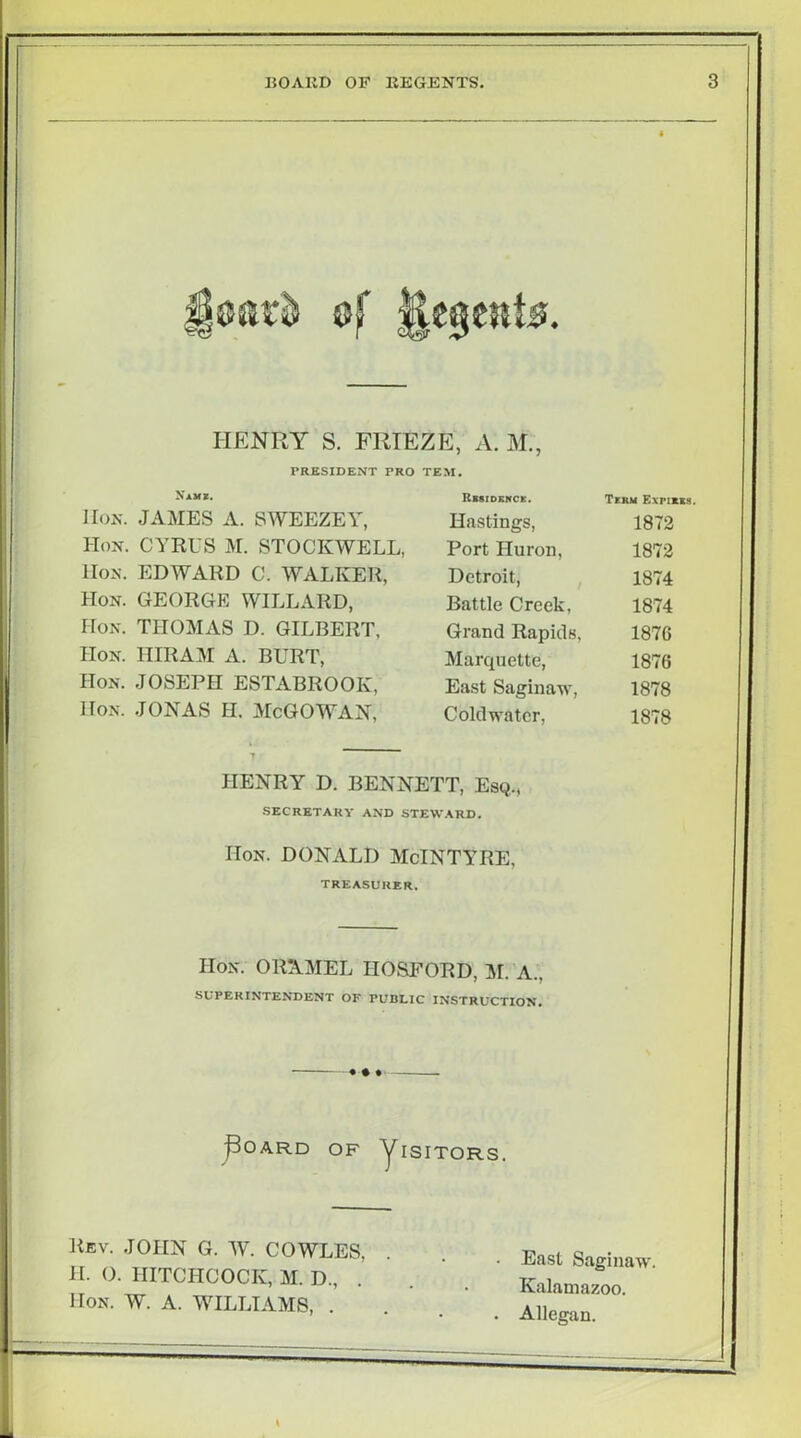 BOARD OF REGENTS. 3
Board of Regents.
HENRY S. FRIEZE, A. M.,
PRESIDENT PRO TEM.
NAME. RESIDENCE. TERM EXPIRES.
HON. JAMES A. SWEEZEY, Hastings, 1872
HON. CYRUS M. STOCKWELL, Port Huron, 1872
HON. EDWARD C. WALKER, Detroit, 1874
HON. GEORGE WILLARD, Battle Creek, 1874
HON. THOMAS D. GILBERT, Grand Rapids, 1876
HON. HIRAM A. BURT, Marquette, 1876
HON. JOSEPH ESTABROOK, East Saginaw, 1878
HON. JONAS H. McGOWAN, Coldwater, 1878
HENRY D. BENNETT, ESQ.,
SECRETARY AND STEWARD.
HON. DONALD McINTYRE,
TREASURER.
HON. ORAMEL HOSFORD, M. A.,
SUPERINTENDENT OF PUBLIC INSTRUCTION.
BOARD OF VISITORS.
REV. JOHN G. W. COWLES, . . . East Saginaw.
H. O. HITCHCOCK, M. D., . . . Kalamazoo.
HON. W. A. WILLIAMS, . . . . Allegan.